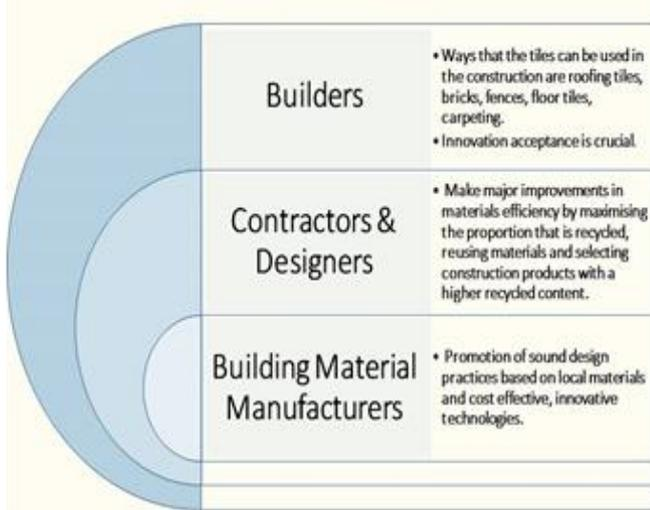 Builders
• Ways that the tiles can be used in
the construction are roofing tiles,
bricks, fences, floor tiles,
carpeting.
• Innovation acceptance is crucial
Contractors &
Designers
• Make major improvements in
materials efficiency by maximising
the proportion that is recycled,
reusing materials and selecting
construction products with a
higher recycled content.
Building Material
Manufacturers
• Promotion of sound design
practices based on local materials
and cost effective, innovative
technologies.